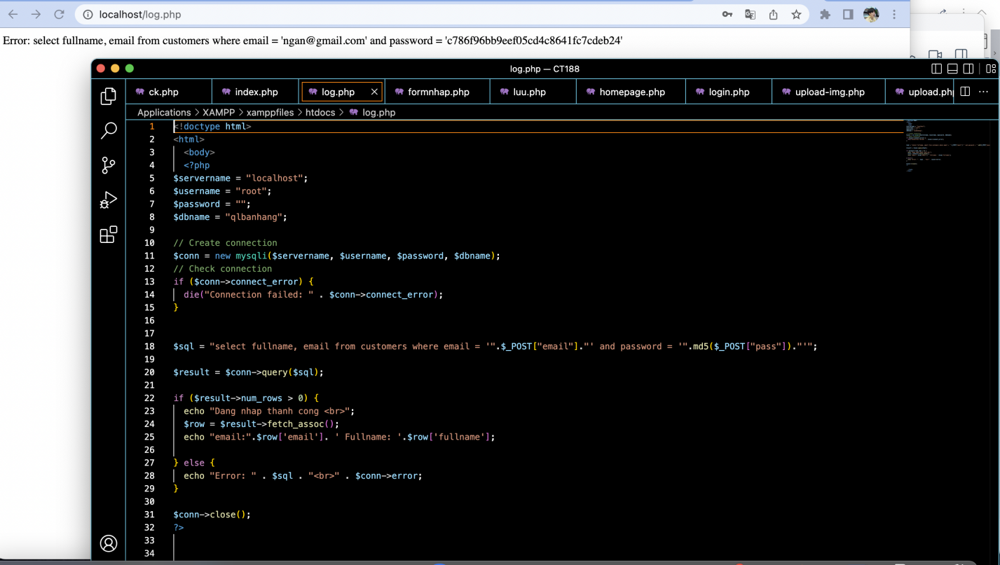 localhost/log.php
Error: select fullname, email from customers where email = 'ngan@gmail.com' and password = 'c786f96bb9eef05cd4c8641fc7cdeb24'
log.php — CT188
ck.php index.php log.php formnhap.php luu.php homepage.php login.php upload-img.php upload.php
Applications > XAMPP > xamppfiles > htdocs > log.php
1 <!doctype html>
2 <html>
3 <body>
4 <?php
5 $servername = "localhost";
6 $username = "root";
7 $password = "";
8 $dbname = "qlbanhang";
9
10 // Create connection
11 $conn = new mysqli($servername, $username, $password, $dbname);
12 // Check connection
13 if ($conn->connect_error) {
14 die("Connection failed: " . $conn->connect_error);
15 }
16
17
18 $sql = "select fullname, email from customers where email = '".$_POST["email"]."' and password = '".md5($_POST["pass"])."'";
19
20 $result = $conn->query($sql);
21
22 if ($result->num_rows > 0) {
23 echo "Dang nhap thanh cong <br>";
24 $row = $result->fetch_assoc();
25 echo "email:".$row['email']. ' Fullname: '.$row['fullname'];
26
27 } else {
28 echo "Error: " . $sql . "<br>" . $conn->error;
29 }
30
31 $conn->close();
32 ?>
33
34